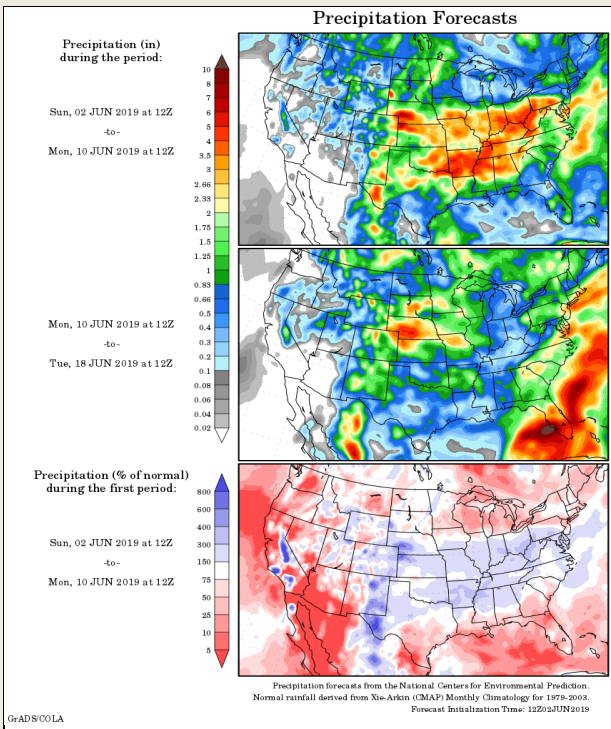 Precipitation Forecasts
Precipitation (in)
during the period:
Sun, 02 JUN 2019 at 12Z
-to-
Mon, 10 JUN 2019 at 12Z
10
8
7
6
5
4
3.5
3
2.66
2.33
2
1.75
1.5
1.25
1
0.83
0.66
0.5
0.4
0.3
0.2
0.1
0.08
0.06
0.04
0.02
Mon, 10 JUN 2019 at 12Z
-to-
Tue, 18 JUN 2019 at 12Z
Precipitation (% of normal)
during the first period:
Sun, 02 JUN 2019 at 12Z
-to-
Mon, 10 JUN 2019 at 12Z
800
600
400
300
150
75
50
25
10
5
Precipitation forecasts from the National Centers for Environmental Prediction.
Normal rainfall derived from Xie-Arkin (CMAP) Monthly Climatology for 1979-2003.
Forecast Initialization Time: 12Z02JUN2019
GrADS/COLA